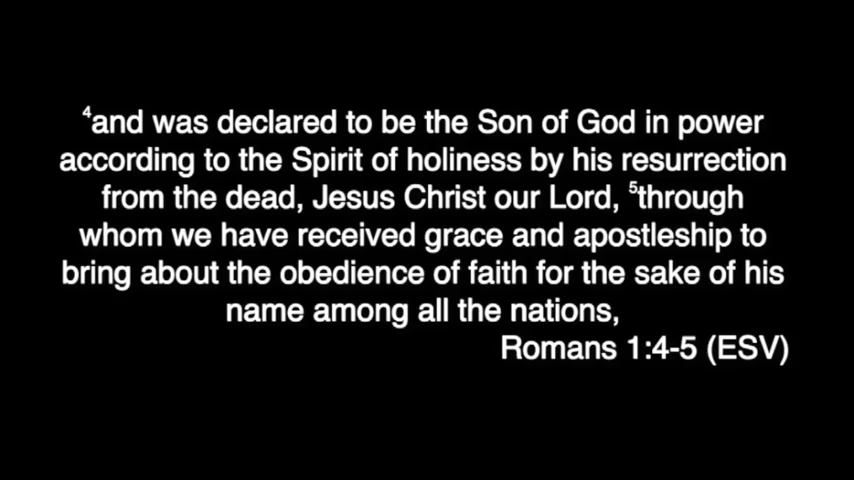 ⁴and was declared to be the Son of God in power
according to the Spirit of holiness by his resurrection
from the dead, Jesus Christ our Lord, ⁵through
whom we have received grace and apostleship to
bring about the obedience of faith for the sake of his
name among all the nations,
Romans 1:4-5 (ESV)